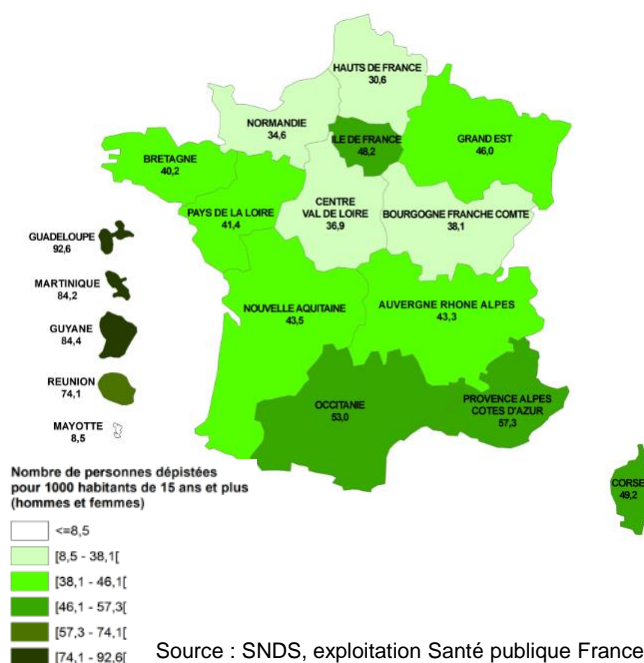 HAUTS DE FRANCE
30,6
NORMANDIE
34,6
ILE DE FRANCE
48,2
GRAND EST
46,0
BRETAGNE
40,2
PAYS DE LA LOIRE
41,4
CENTRE
VAL DE LOIRE
36,9
BOURGOGNE FRANCHE COMTE
38,1
GUADELOUPE
92,6
MARTINIQUE
84,2
GUYANE
84,4
REUNION
74,1
MAYOTTE
8,5
NOUVELLE AQUITAINE
43,5
AUVERGNE RHONE ALPES
43,3
OCCITANIE
53,0
PROVENCE ALPES
COTES D'AZUR
57,3
CORSE
49,2
Nombre de personnes dépistées
pour 1000 habitants de 15 ans et plus
(hommes et femmes)
<=8,5
[8,5 - 38,1[
[38,1 - 46,1[
[46,1 - 57,3[
[57,3 - 74,1[
[74,1 - 92,6[
Source : SNDS, exploitation Santé publique France